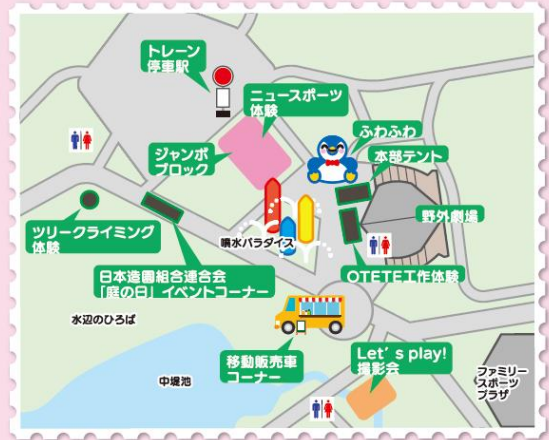 トレーン
停車駅
ニュースポーツ
体験
ふわふわ
ジャンボ
ブロック
本部テント
野外劇場
ツリークライミング
体験
噴水パラダイス
日本造園組合連合会
「庭の日」イベントコーナー
OTETE工作体験
水辺のひろば
移動販売車
コーナー
Let's play!
撮影会
中堤池
ファミリー
スポーツ
プラザ